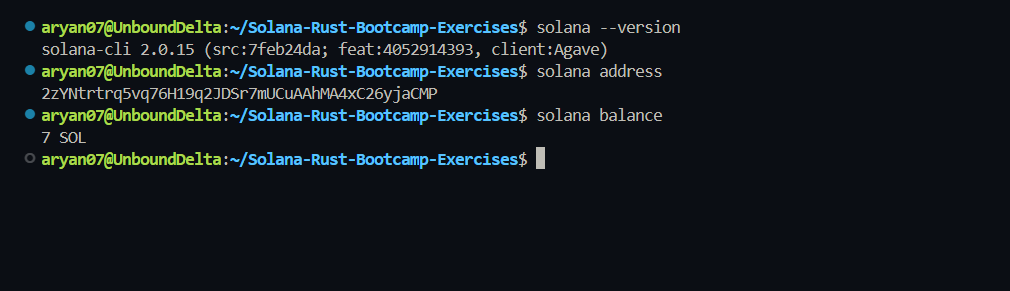 aryan07@UnboundDelta:~/Solana-Rust-Bootcamp-Exercises$ solana --version
solana-cli 2.0.15 (src:7feb24da; feat:4052914393, client:Agave)
aryan07@UnboundDelta:~/Solana-Rust-Bootcamp-Exercises$ solana address
2zYNtrtrq5vq76H19q2JDSr7mUCuAAhMA4xC26yjaCMP
aryan07@UnboundDelta:~/Solana-Rust-Bootcamp-Exercises$ solana balance
7 SOL
aryan07@UnboundDelta:~/Solana-Rust-Bootcamp-Exercises$